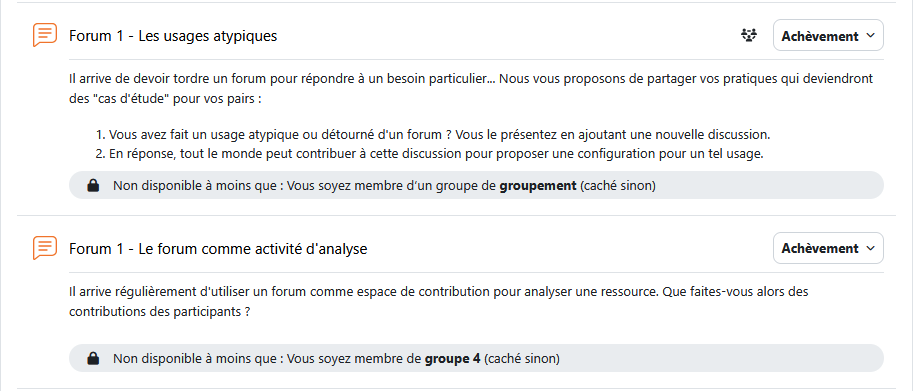 Forum 1 - Les usages atypiques
Achèvement
Il arrive de devoir tordre un forum pour répondre à un besoin particulier... Nous vous proposons de partager vos pratiques qui deviendront
des "cas d'étude" pour vos pairs :
1. Vous avez fait un usage atypique ou détourné d'un forum ? Vous le présentez en ajoutant une nouvelle discussion.
2. En réponse, tout le monde peut contribuer à cette discussion pour proposer une configuration pour un tel usage.
Non disponible à moins que : Vous soyez membre d’un groupe de groupement (caché sinon)
Forum 1 - Le forum comme activité d'analyse
Achèvement
Il arrive régulièrement d'utiliser un forum comme espace de contribution pour analyser une ressource. Que faites-vous alors des
contributions des participants ?
Non disponible à moins que : Vous soyez membre de groupe 4 (caché sinon)